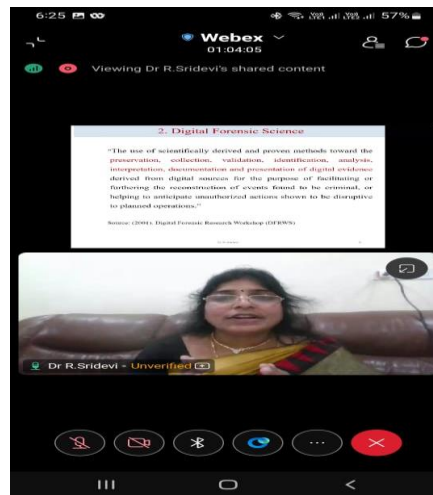 6:25
57%
Webex
01:04:05
Viewing Dr R.Sridevi's shared content
2. Digital Forensic Science
"The use of scientifically derived and proven methods toward the
preservation, collection, validation, identification, analysis,
interpretation, documentation and presentation of digital evidence
derived from digital sources for the purpose of facilitating or
furthering the reconstruction of events found to be criminal, or
helping to anticipate unauthorized actions shown to be disruptive
to planned operations."
Source: (2001). Digital Forensic Research Workshop (DFRWS)
Dr R.Sridevi - Unverified